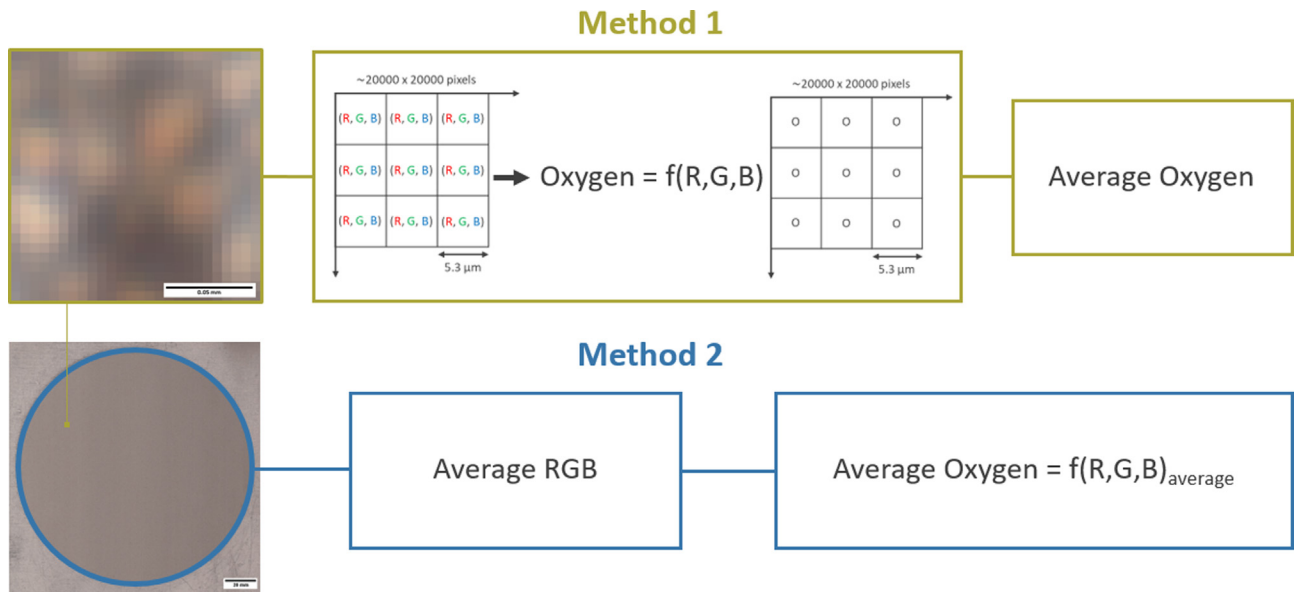 Method 1
~20000 x 20000 pixels
(R, G, B) (R, G, B) (R, G, B)
(R, G, B) (R, G, B) (R, G, B)
(R, G, B) (R, G, B) (R, G, B)
5.3 µm
Oxygen = f(R,G,B)
~20000 x 20000 pixels
O O O
O O O
O O O
5.3 µm
Average Oxygen
0.05 mm
Method 2
Average RGB
Average Oxygen = f(R,G,B)average
mm